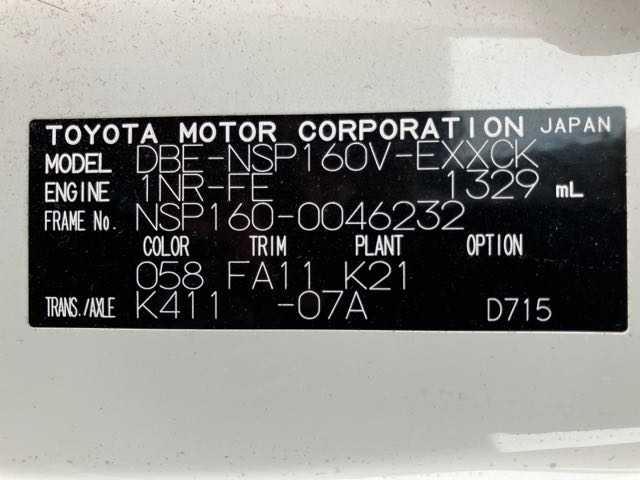 TOYOTA MOTOR CORPORATION JAPAN
MODEL DBE-NSP160V-EXXCK
ENGINE 1NR-FE 1329 mL
FRAME No. NSP160-0046232
COLOR TRIM PLANT OPTION
058 FA11 K21
TRANS./AXLE K411 -07A D715